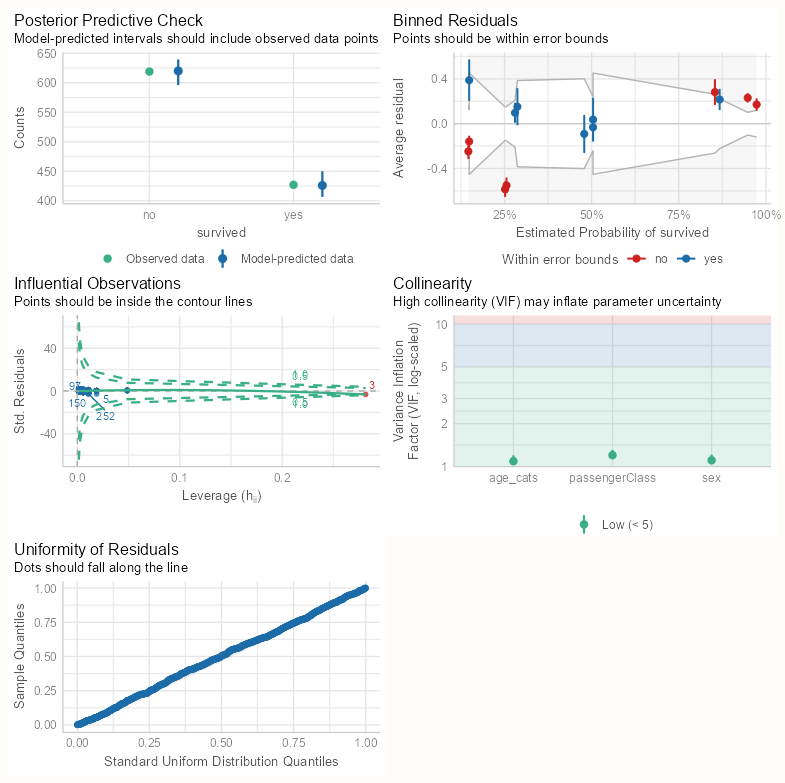 Posterior Predictive Check
Model-predicted intervals should include observed data points
650
600
550
500
450
400
Counts
no
yes
survived
Observed data
Model-predicted data
Binned Residuals
Points should be within error bounds
0.4
0.0
-0.4
Average residual
25%
50%
75%
100%
Estimated Probability of survived
Within error bounds
no
yes
Influential Observations
Points should be inside the contour lines
40
0
-40
Std. Residuals
97
150
5
252
3
0.0
0.1
0.2
Leverage (hii)
Collinearity
High collinearity (VIF) may inflate parameter uncertainty
10
5
3
2
1
Variance Inflation
Factor (VIF, log-scaled)
age_cats
passengerClass
sex
Low (< 5)
Uniformity of Residuals
Dots should fall along the line
1.00
0.75
0.50
0.25
0.00
Sample Quantiles
0.00
0.25
0.50
0.75
1.00
Standard Uniform Distribution Quantiles